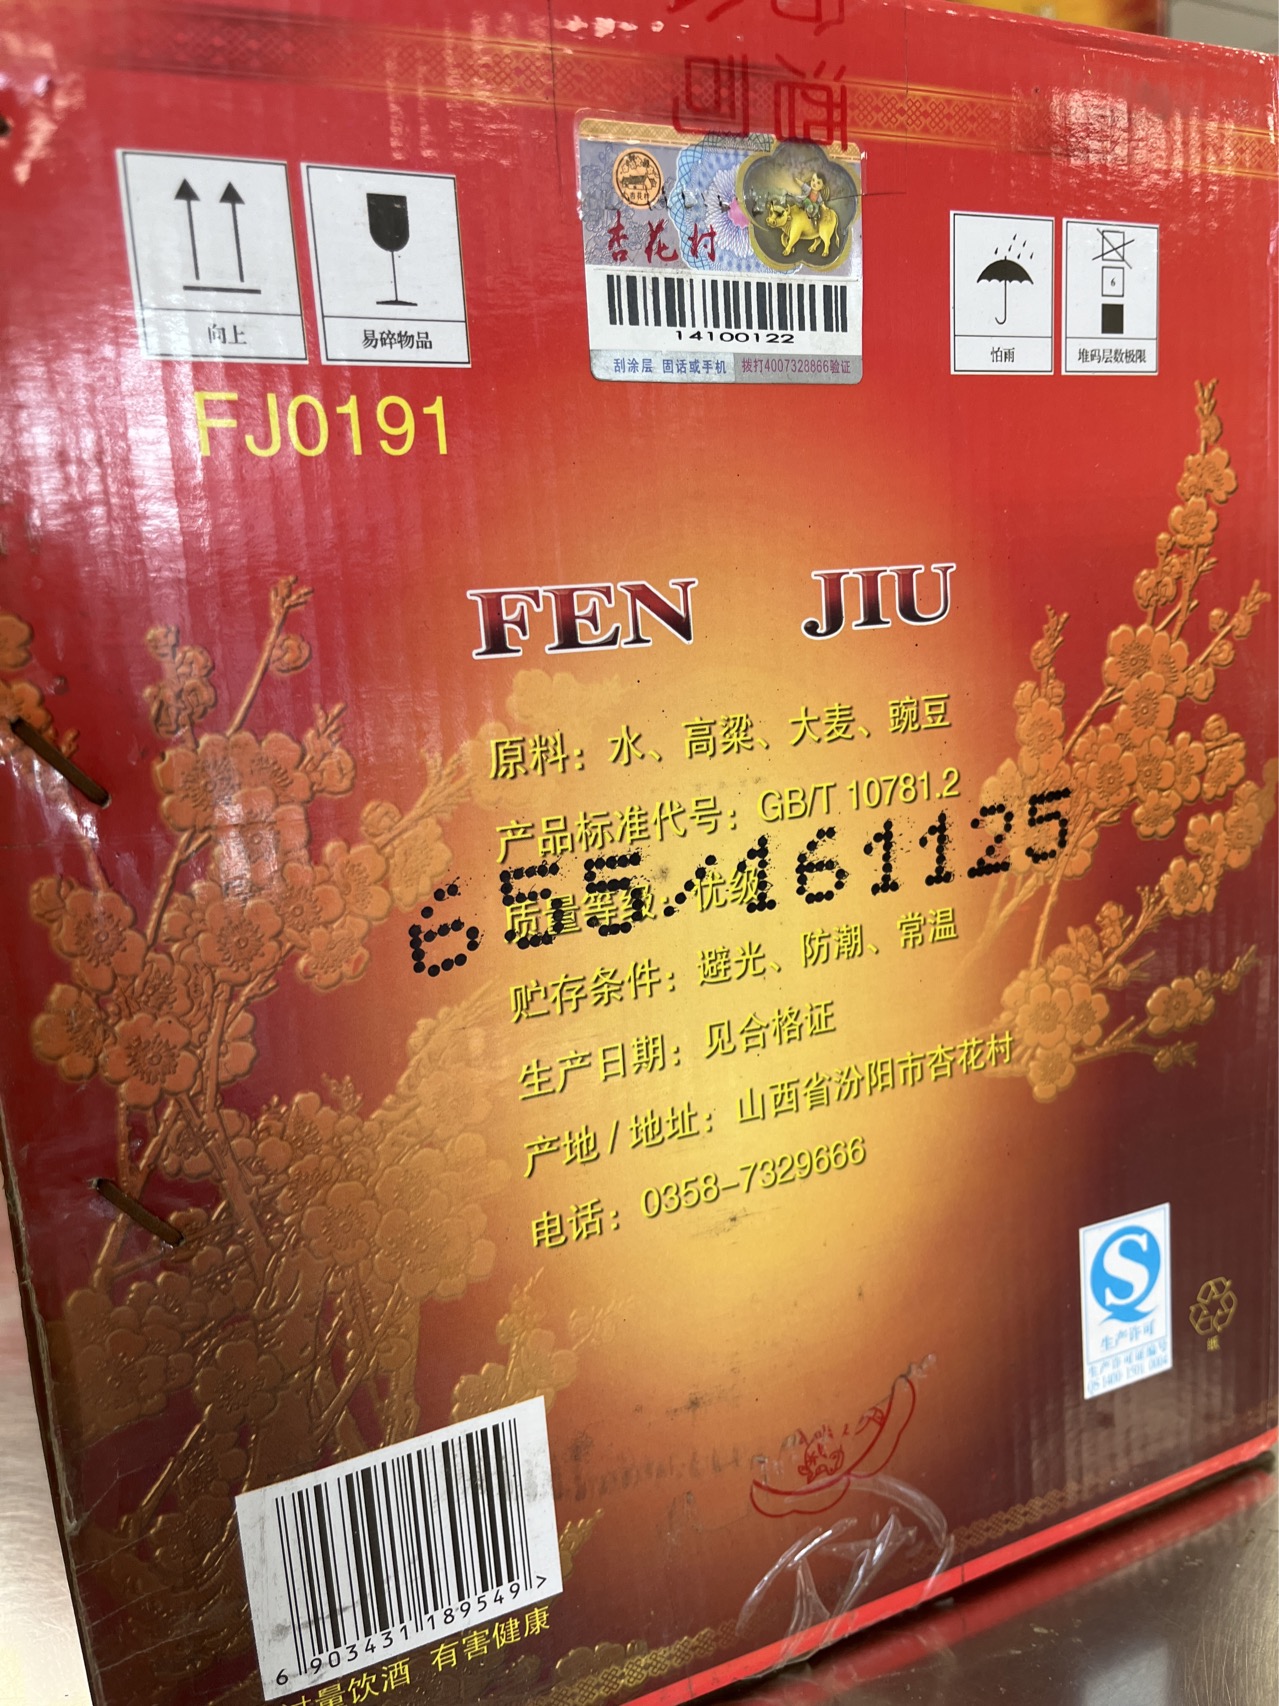 向上
易碎物品
杏花村
14100122
刮涂层 固话或手机 拨打4007328866验证
怕雨
6
堆码层数极限
FJ0191
FEN JIU
原料：水、高粱、大麦、豌豆
产品标准代号：GB/T 10781.2
655/161125
质量等级：优级
贮存条件：避光、防潮、常温
生产日期：见合格证
产地/地址：山西省汾阳市杏花村
电话：0358-7329666
生产许可
纸
6 903431 189549 >
过量饮酒 有害健康